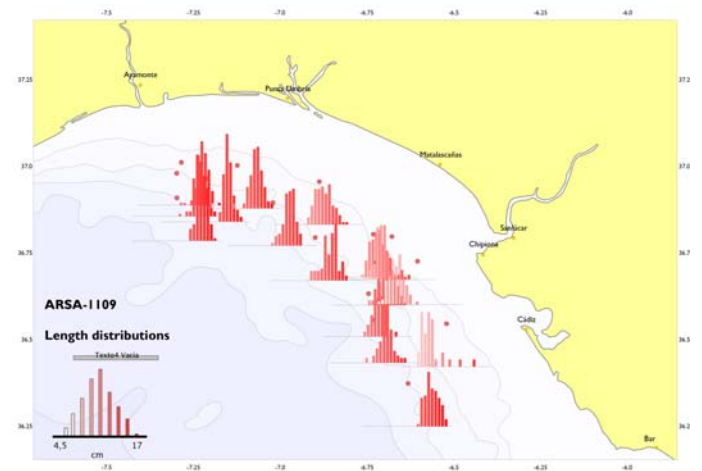 -7.5 -7.25 -7.0 -6.75 -6.5 -6.25 -6.0
37.25 37.2
Ayamonte
Punta Umbría
Matalascañas
37.0 37.0
Sanlúcar
36.75 36.7
Chipiona
ARSA-1109
Length distributions
Texto4 Varia
Cádiz
36.5 36.5
4,5 17
cm
Bar
36.25 36.2
-7.5 -7.25 -7.0 -6.75 -6.5 -6.25 -6.0